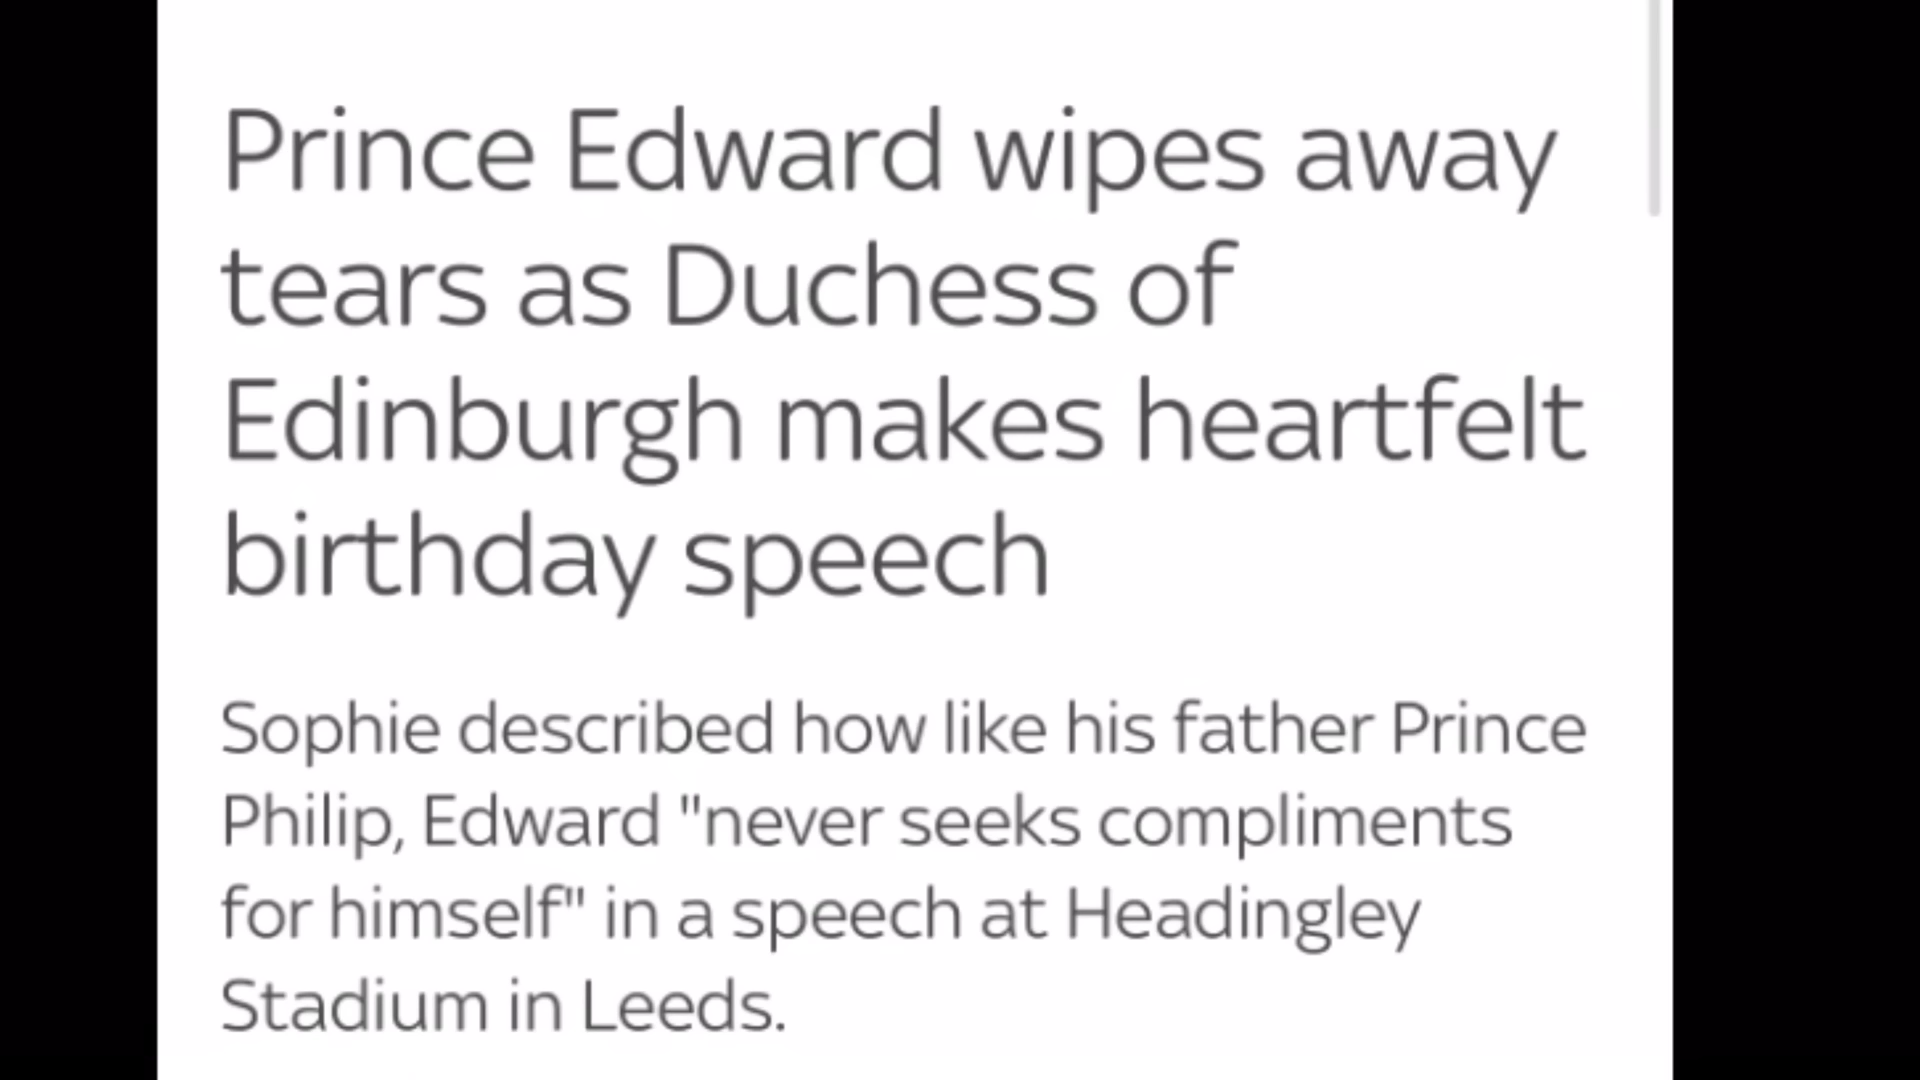 Prince Edward wipes away
tears as Duchess of
Edinburgh makes heartfelt
birthday speech
Sophie described how like his father Prince
Philip, Edward "never seeks compliments
for himself" in a speech at Headingley
Stadium in Leeds.